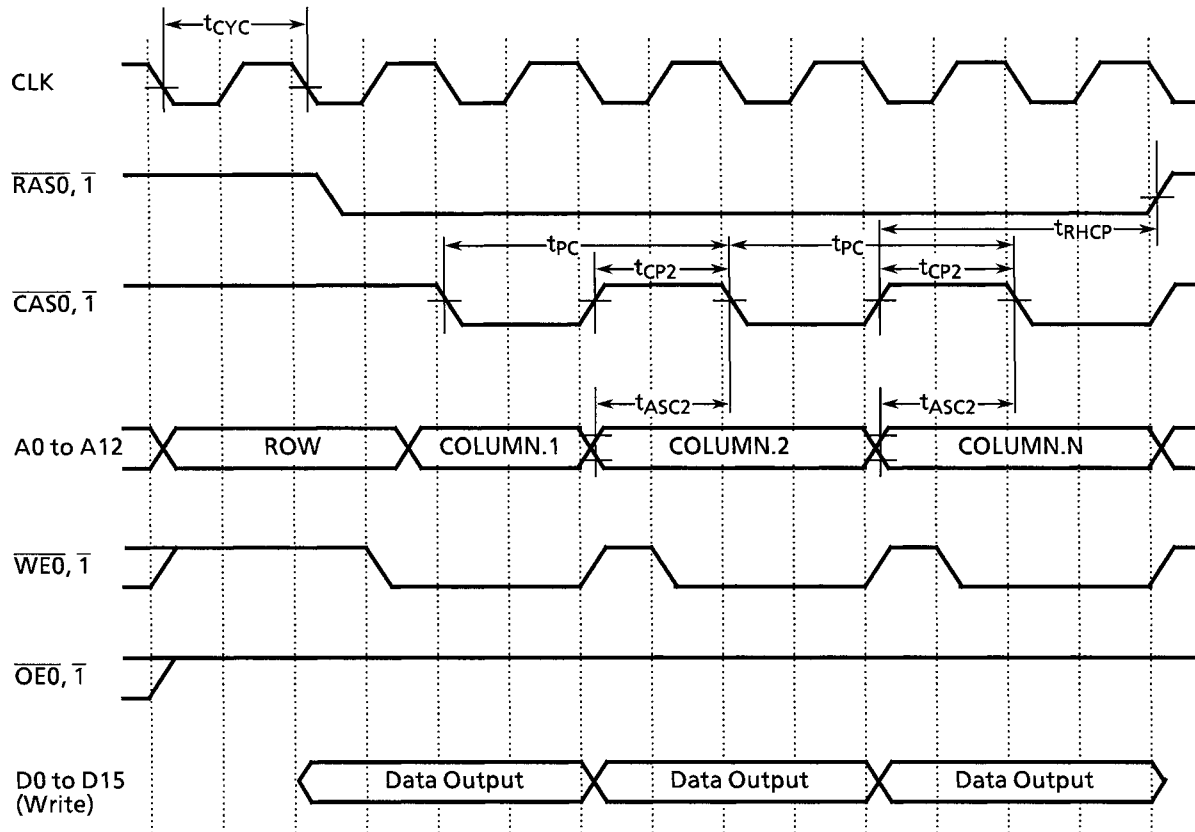 tCYC
CLK
RAS0, 1
tRHCP
tPC tPC
tCP2 tCP2
CAS0, 1
tASC2 tASC2
A0 to A12 ROW COLUMN.1 COLUMN.2 COLUMN.N
WE0, 1
OE0, 1
D0 to D15 Data Output Data Output Data Output
(Write)